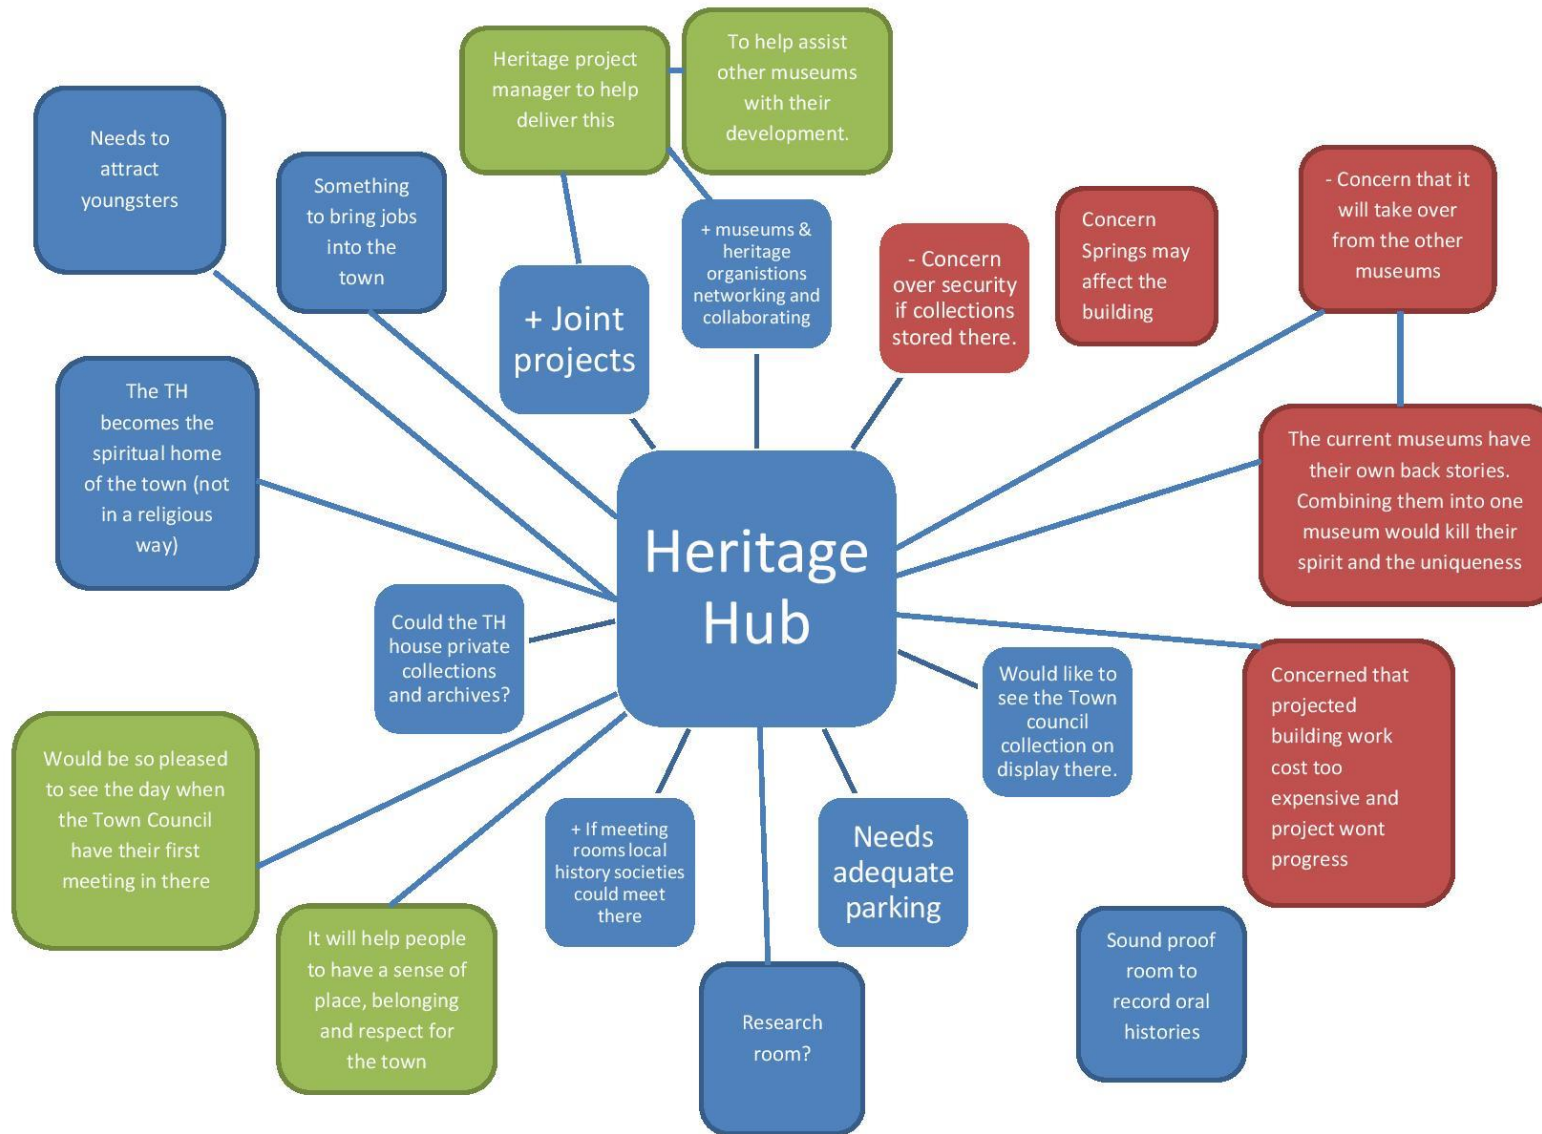 Heritage project
manager to help
deliver this
To help assist
other museums
with their
development.
Needs to
attract
youngsters
Something
to bring jobs
into the
town
+ Joint
projects
+ museums &
heritage
organistions
networking and
collaborating
- Concern
over security
if collections
stored there.
Concern
Springs may
affect the
building
- Concern that it
will take over
from the other
museums
The TH
becomes the
spiritual home
of the town (not
in a religious
way)
The current museums have
their own back stories.
Combining them into one
museum would kill their
spirit and the uniqueness
Heritage
Hub
Could the TH
house private
collections
and archives?
Would like to
see the Town
council
collection on
display there.
Concerned that
projected
building work
cost too
expensive and
project wont
progress
Would be so pleased
to see the day when
the Town Council
have their first
meeting in there
It will help people
to have a sense of
place, belonging
and respect for
the town
+ If meeting
rooms local
history societies
could meet
there
Needs
adequate
parking
Research
room?
Sound proof
room to
record oral
histories